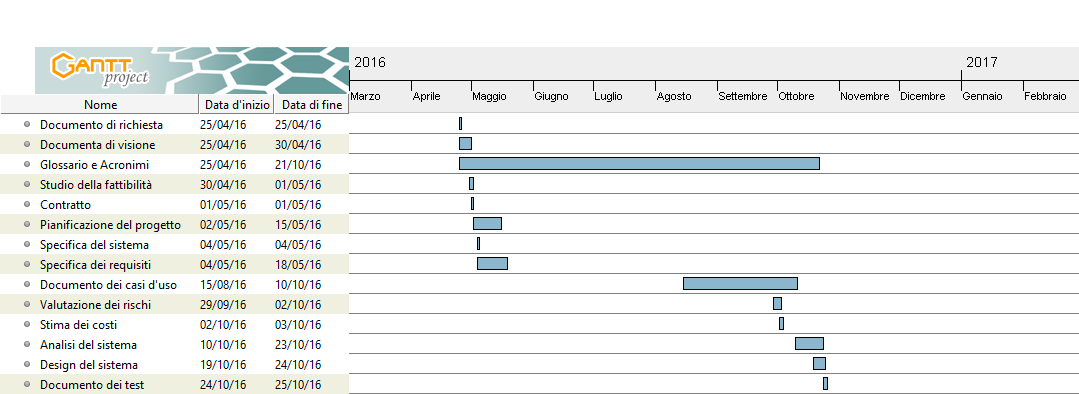 GANTT
project
2016 2017
Marzo Aprile Maggio Giugno Luglio Agosto Settembre Ottobre Novembre Dicembre Gennaio Febbraio
Nome Data d'inizio Data di fine
Documento di richiesta 25/04/16 25/04/16
Documenta di visione 25/04/16 30/04/16
Glossario e Acronimi 25/04/16 21/10/16
Studio della fattibilità 30/04/16 01/05/16
Contratto 01/05/16 01/05/16
Pianificazione del progetto 02/05/16 15/05/16
Specifica del sistema 04/05/16 04/05/16
Specifica dei requisiti 04/05/16 18/05/16
Documento dei casi d'uso 15/08/16 10/10/16
Valutazione dei rischi 29/09/16 02/10/16
Stima dei costi 02/10/16 03/10/16
Analisi del sistema 10/10/16 23/10/16
Design del sistema 19/10/16 24/10/16
Documento dei test 24/10/16 25/10/16